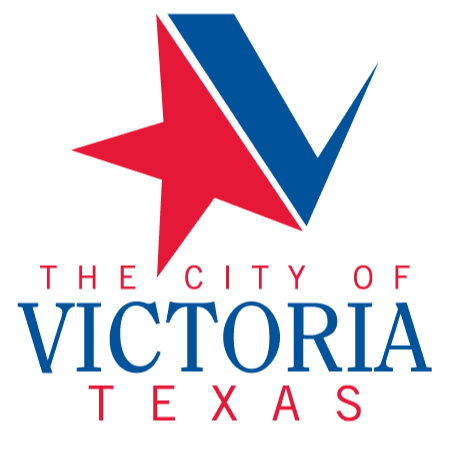 THE CITY OF
VICTORIA
TEXAS